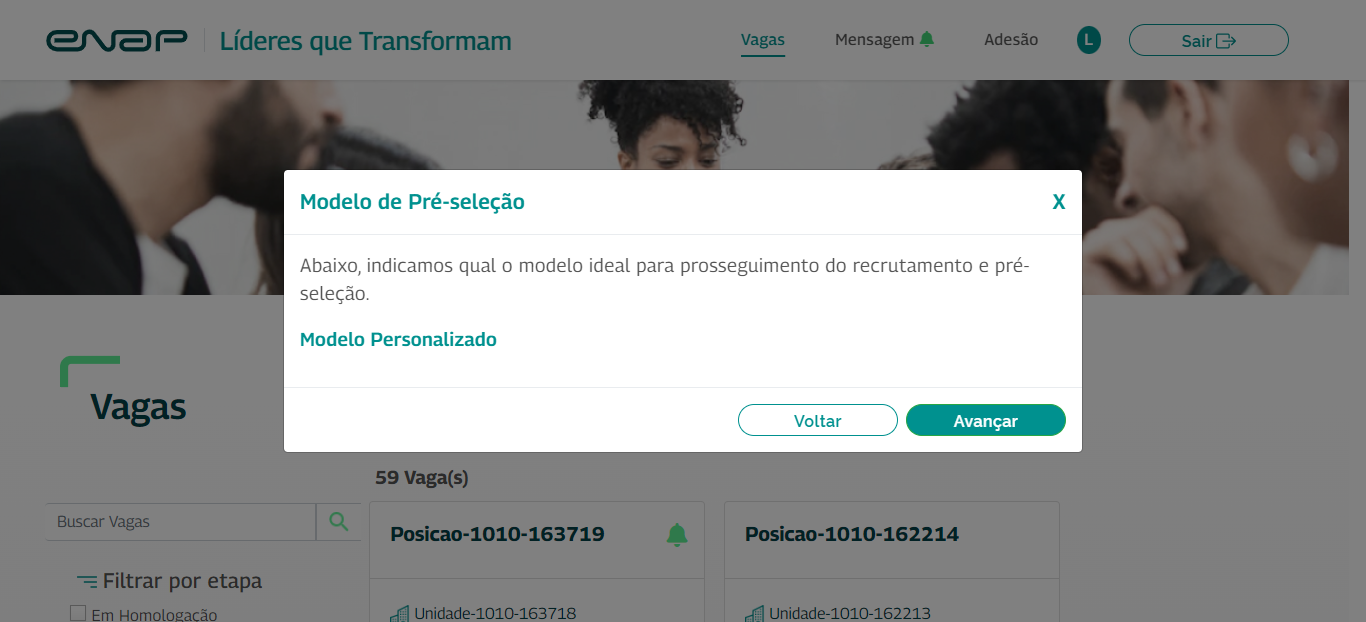 enap
Líderes que Transformam
Vagas
Mensagem
Adesão
L
Sair
Modelo de Pré-seleção
X
Abaixo, indicamos qual o modelo ideal para prosseguimento do recrutamento e pré-
seleção.
Modelo Personalizado
Voltar
Avançar
Vagas
59 Vaga(s)
Buscar Vagas
Filtrar por etapa
Em Homologação
Posicao-1010-163719
Unidade-1010-163718
Posicao-1010-162214
Unidade-1010-162213